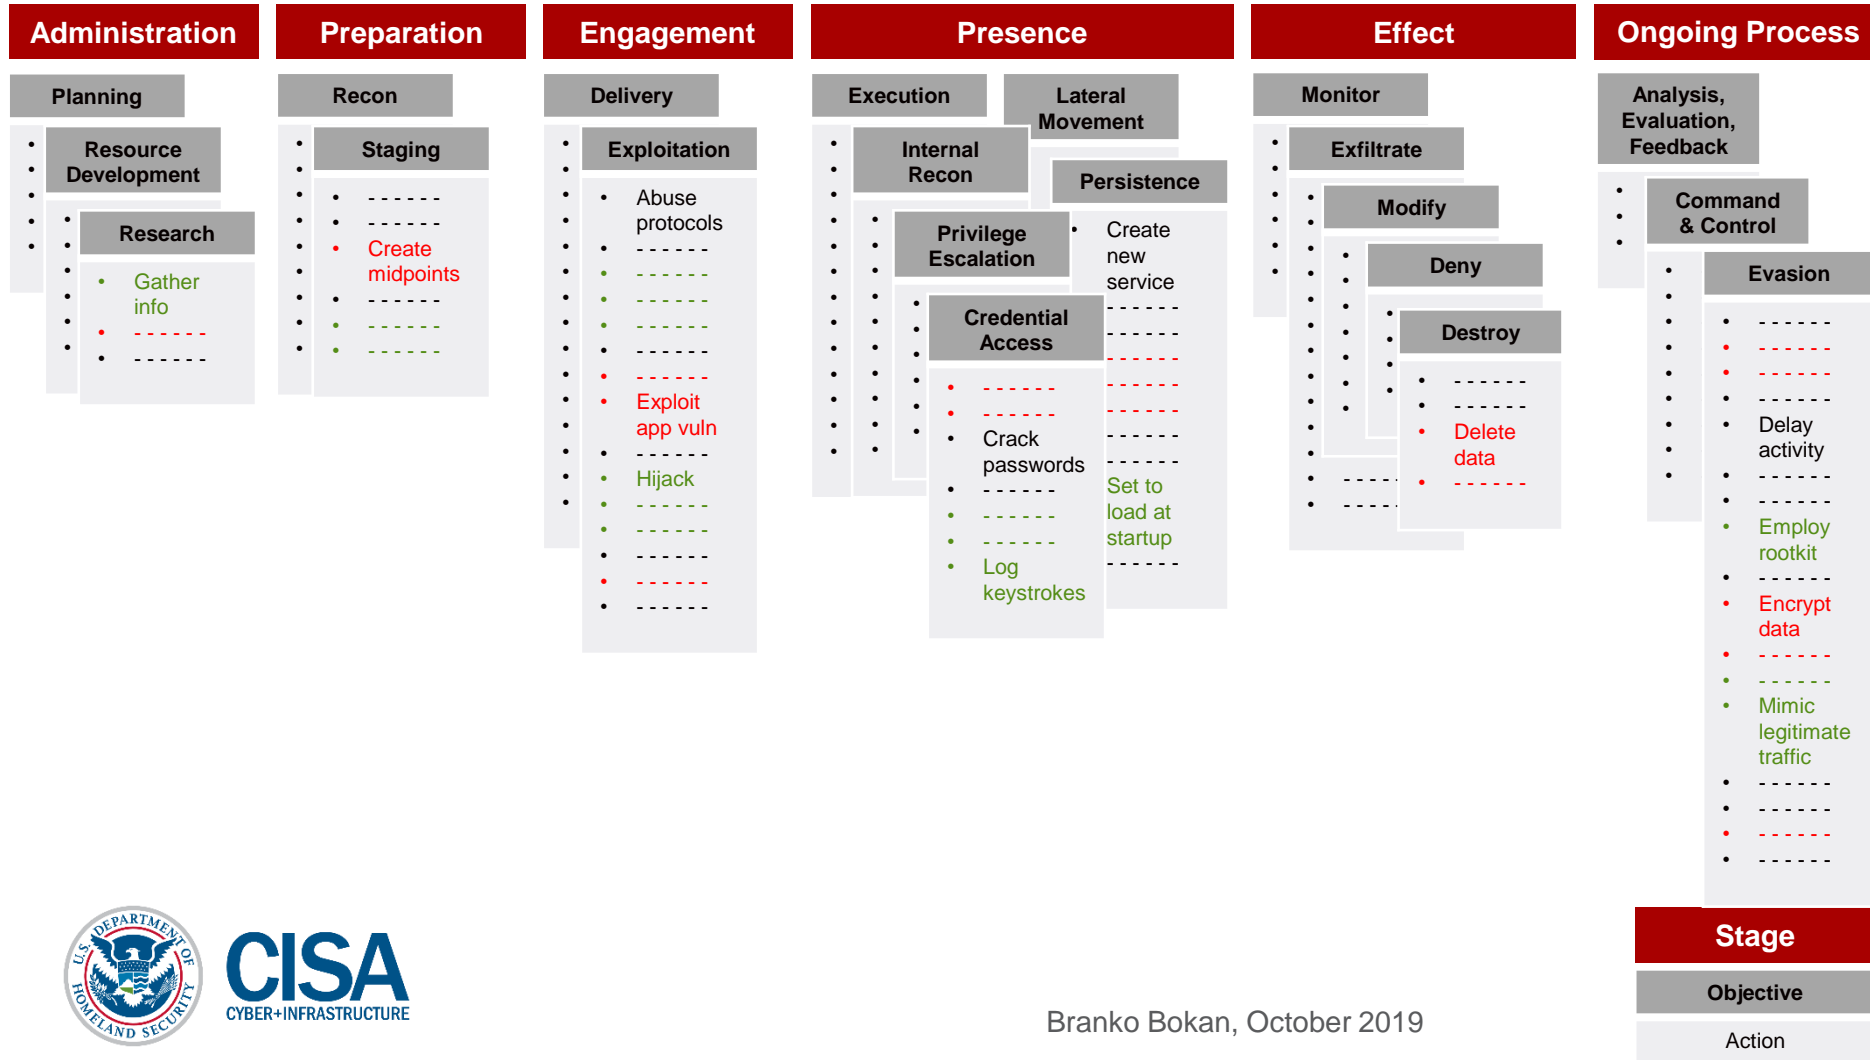 Administration
Planning
Resource
Development
Research
• Gather
info
• - - - - - -
• - - - - - -
Preparation
Recon
Staging
• - - - - - -
• - - - - - -
• Create
midpoints
• - - - - - -
• - - - - - -
• - - - - - -
Engagement
Delivery
Exploitation
• Abuse
protocols
• - - - - - -
• - - - - - -
• - - - - - -
• - - - - - -
• - - - - - -
• - - - - - -
• Exploit
app vuln
• - - - - - -
• Hijack
• - - - - - -
• - - - - - -
• - - - - - -
• - - - - - -
• - - - - - -
Presence
Execution
Internal
Recon
Privilege
Escalation
Credential
Access
• - - - - - -
• - - - - - -
• Crack
passwords
• - - - - - -
• - - - - - -
• - - - - - -
• Log
keystrokes
Lateral
Movement
Persistence
• Create
new
service
- - - - - -
- - - - - -
- - - - - -
- - - - - -
- - - - - -
- - - - - -
- - - - - -
Set to
load at
startup
- - - - - -
Effect
Monitor
Exfiltrate
• - - - - -
• - - - - -
Modify
Deny
Destroy
• - - - - - -
• - - - - - -
• Delete
data
• - - - - - -
Ongoing Process
Analysis,
Evaluation,
Feedback
Command
& Control
Evasion
• - - - - - -
• - - - - - -
• - - - - - -
• - - - - - -
• Delay
activity
• - - - - - -
• - - - - - -
• Employ
rootkit
• - - - - - -
• Encrypt
data
• - - - - - -
• - - - - - -
• Mimic
legitimate
traffic
• - - - - - -
• - - - - - -
• - - - - - -
• - - - - - -
U.S. DEPARTMENT OF
HOMELAND SECURITY
CISA
CYBER+INFRASTRUCTURE
Branko Bokan, October 2019
Stage
Objective
Action